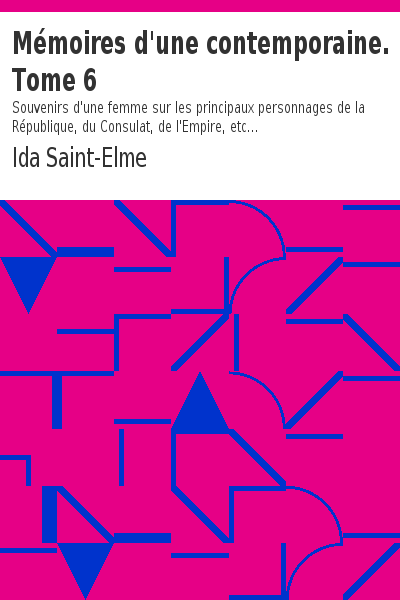 Mémoires d'une contemporaine.
Tome 6
Souvenirs d'une femme sur les principaux personnages de la
République, du Consulat, de l'Empire, etc...
Ida Saint-Elme